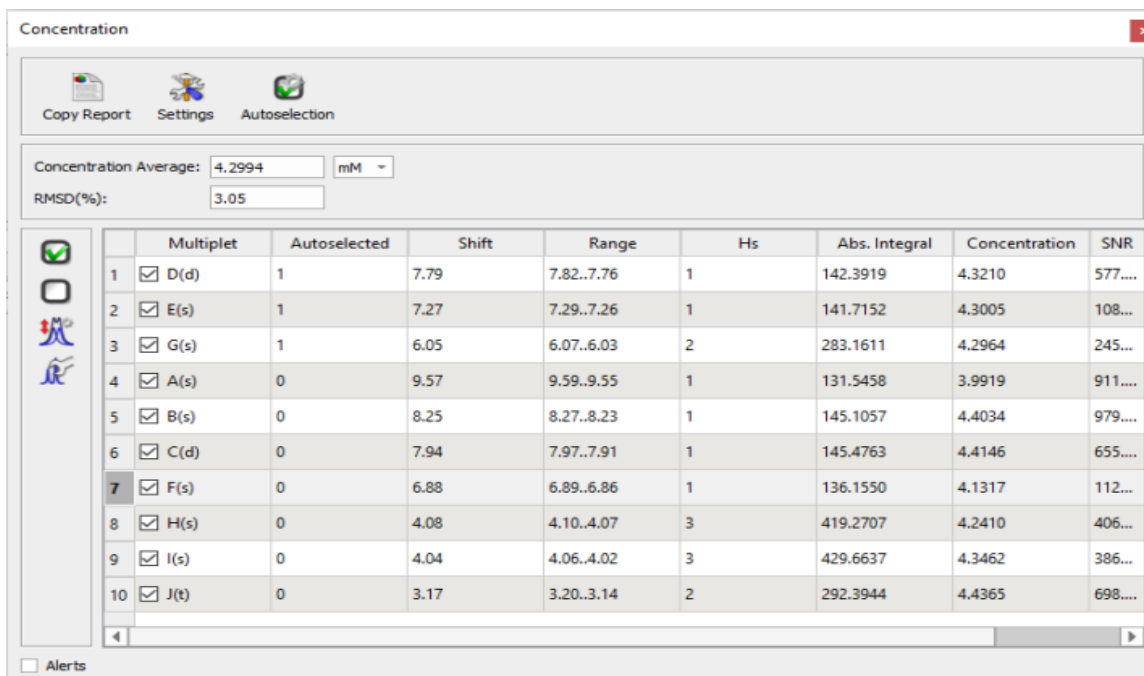 Concentration
Copy Report Settings Autoselection
Concentration Average: 4.2994 mM
RMSD(%): 3.05
Multiplet Autoselected Shift Range Hs Abs. Integral Concentration SNR
1 D(d) 1 7.79 7.82..7.76 1 142.3919 4.3210 577....
2 E(s) 1 7.27 7.29..7.26 1 141.7152 4.3005 108...
3 G(s) 1 6.05 6.07..6.03 2 283.1611 4.2964 245...
4 A(s) 0 9.57 9.59..9.55 1 131.5458 3.9919 911....
5 B(s) 0 8.25 8.27..8.23 1 145.1057 4.4034 979....
6 C(d) 0 7.94 7.97..7.91 1 145.4763 4.4146 655....
7 F(s) 0 6.88 6.89..6.86 1 136.1550 4.1317 112...
8 H(s) 0 4.08 4.10..4.07 3 419.2707 4.2410 406...
9 I(s) 0 4.04 4.06..4.02 3 429.6637 4.3462 386...
10 J(t) 0 3.17 3.20..3.14 2 292.3944 4.4365 698....
Alerts